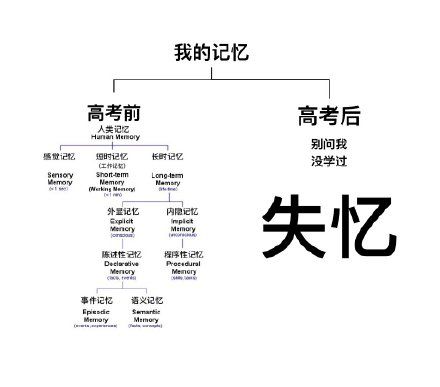 我的记忆
高考前
人类记忆
Human Memory
感觉记忆
Sensory
Memory
(< 1 sec)
短时记忆
(工作记忆)
Short-term
Memory
(Working Memory)
(< 1 min)
长时记忆
Long-term
Memory
(lifetime)
外显记忆
Explicit
Memory
(conscious)
内隐记忆
Implicit
Memory
(unconscious)
陈述性记忆
Declarative
Memory
(facts, events)
程序性记忆
Procedural
Memory
(skills, tasks)
事件记忆
Episodic
Memory
(events, experiences)
语义记忆
Semantic
Memory
(facts, concepts)
高考后
别问我
没学过
失忆